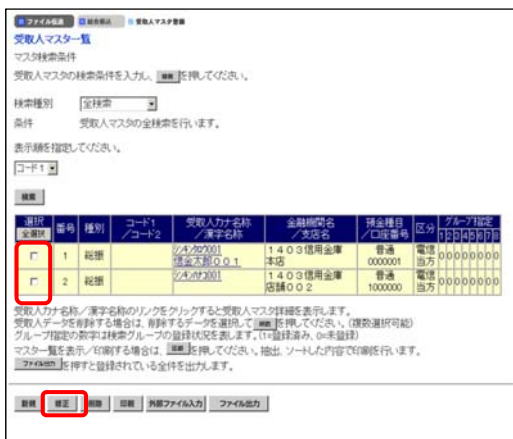 ファイル伝送 総合振込 受取人マスタ登録
受取人マスター覧
マスタ検索条件
受取人マスタの検索条件を入力し、 検索 を押してください。
検索種別 全検索
条件 受取人マスタの全検索を行います。
表示順を指定してください。
コード1
検索
選択 番号 種別 コード1 受取人カナ名称 金融機関名 預金種目 区分 グループ指定
全選択 /コード2 /漢字名称 /支店名 /口座番号 1 2 3 4 5 6 7 8
1 総振 シンキンタロウ001 1403信用金庫 普通 電信 0 0 0 0 0 0 0 0
信金太郎001 本店 0000001 当方
2 総振 1403信用金庫 普通 電信 0 0 0 0 0 0 0 0
店舗002 1000000 当方
受取人カナ名称/漢字名称のリンクをクリックすると受取人マスタ詳細を表示します。
受取人データを削除する場合は、削除するデータを選択して 削除 を押してください。(複数選択可能)
グループ指定の数字は検索グループの登録状況を表します。(1=登録済み、0=未登録)
マスター覧を表示/印刷する場合は、 印刷 を押してください。抽出、ソートした内容で印刷を行います。
ファイル出力 を押すと登録されている全件を出力します。
新規 修正 削除 印刷 外部ファイル入力 ファイル出力